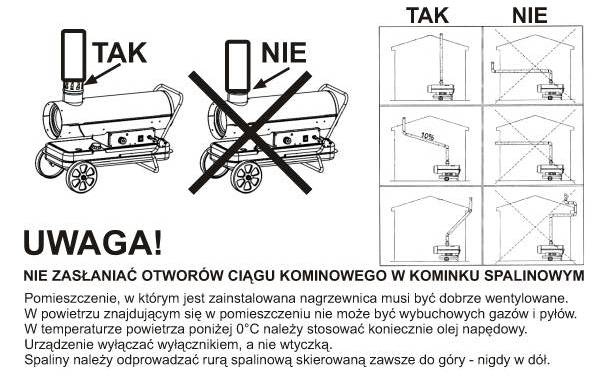 TAK NIE
TAK NIE
10%
UWAGA!
NIE ZASŁANIAĆ OTWORÓW CIĄGU KOMINOWEGO W KOMINKU SPALINOWYM
Pomieszczenie, w którym jest zainstalowana nagrzewnica musi być dobrze wentylowane.
W powietrzu znajdującym się w pomieszczeniu nie może być wybuchowych gazów i pyłów.
W temperaturze powietrza poniżej 0°C należy stosować koniecznie olej napędowy.
Urządzenie wyłączać wyłącznikiem, a nie wtyczką.
Spaliny należy odprowadzać rurą spalinową skierowaną zawsze do góry - nigdy w dół.